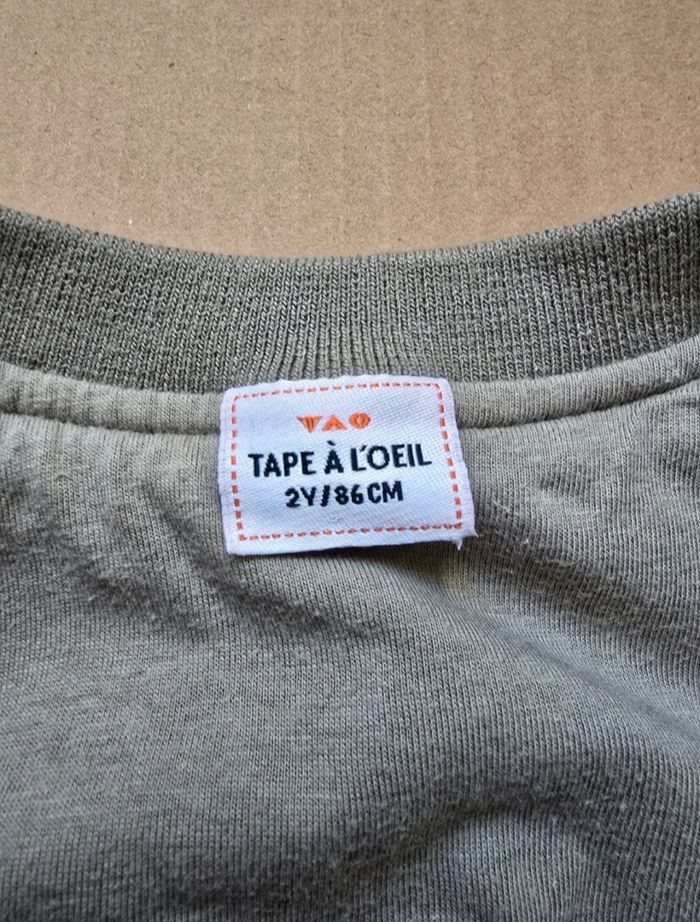 TAO
TAPE À L'OEIL
2Y/86CM